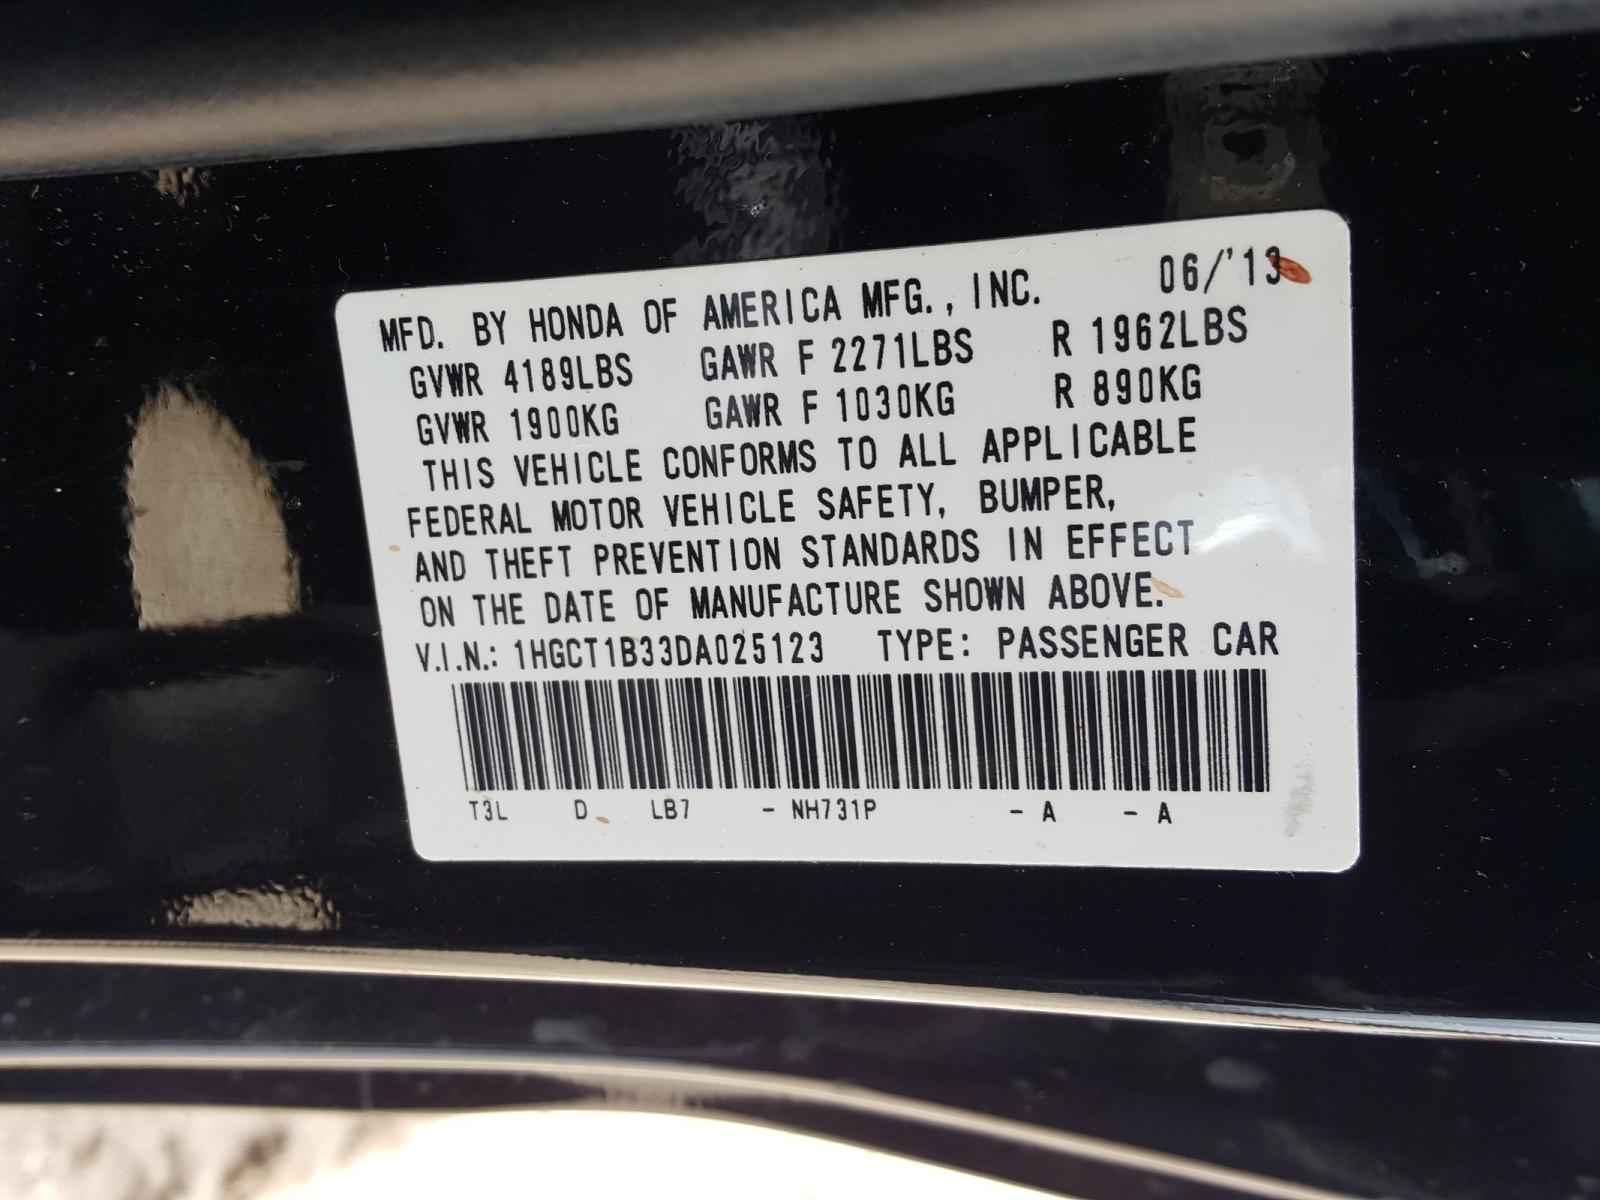 06/'13
MFD. BY HONDA OF AMERICA MFG., INC.
GVWR 4189LBS GAWR F 2271LBS R 1962LBS
GVWR 1900KG GAWR F 1030KG R 890KG
THIS VEHICLE CONFORMS TO ALL APPLICABLE
FEDERAL MOTOR VEHICLE SAFETY, BUMPER,
AND THEFT PREVENTION STANDARDS IN EFFECT
ON THE DATE OF MANUFACTURE SHOWN ABOVE.
V.I.N.: 1HGCT1B33DA025123 TYPE: PASSENGER CAR
T3L D LB7 - NH731P - A - A